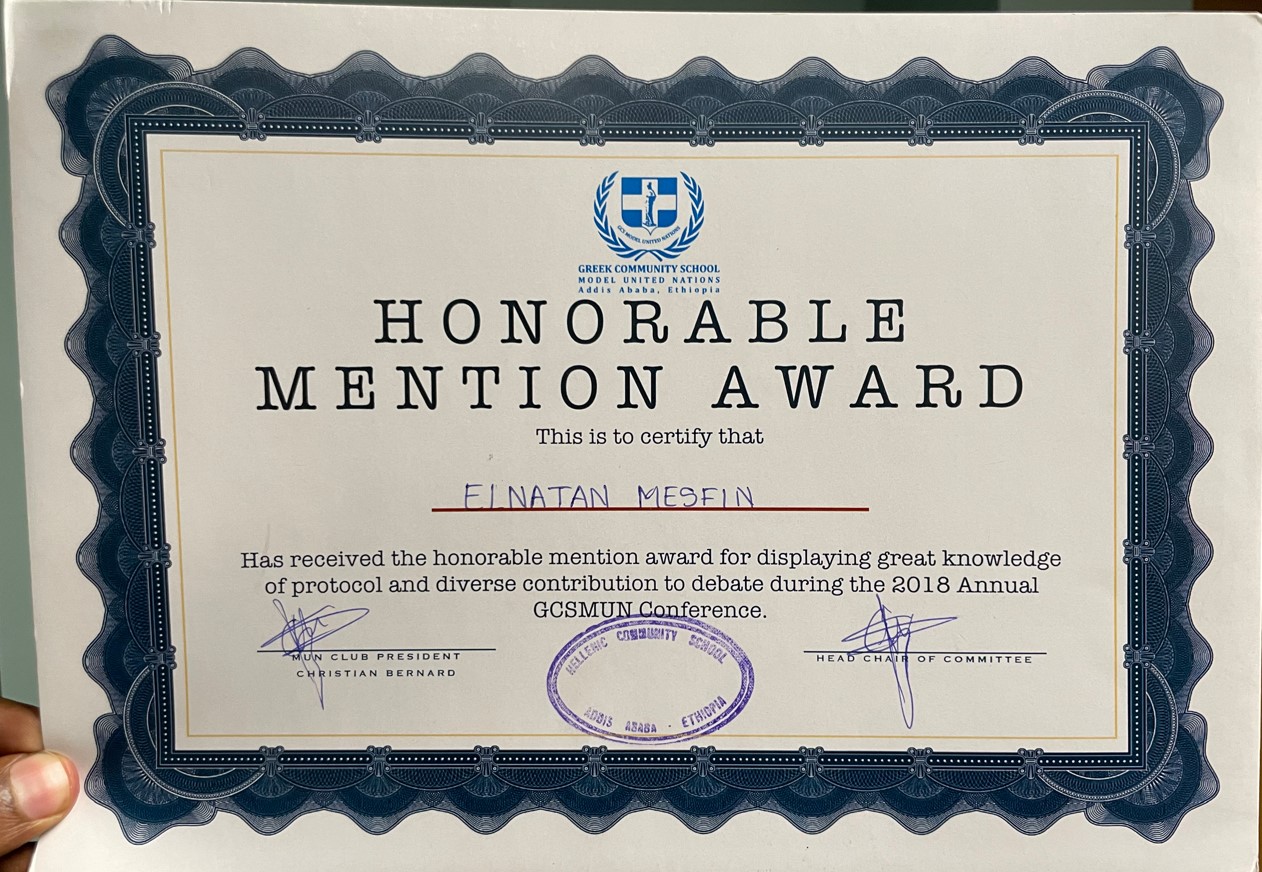 GCS MODEL UNITED NATIONS
GREEK COMMUNITY SCHOOL
MODEL UNITED NATIONS
Addis Ababa, Ethiopia
HONORABLE
MENTION AWARD
This is to certify that
ELNATAN MESFIN
Has received the honorable mention award for displaying great knowledge
of protocol and diverse contribution to debate during the 2018 Annual
GCSMUN Conference.
MUN CLUB PRESIDENT
CHRISTIAN BERNARD
HELLENIC COMMUNITY SCHOOL
ADDIS ABABA - ETHIOPIA
HEAD CHAIR OF COMMITTEE